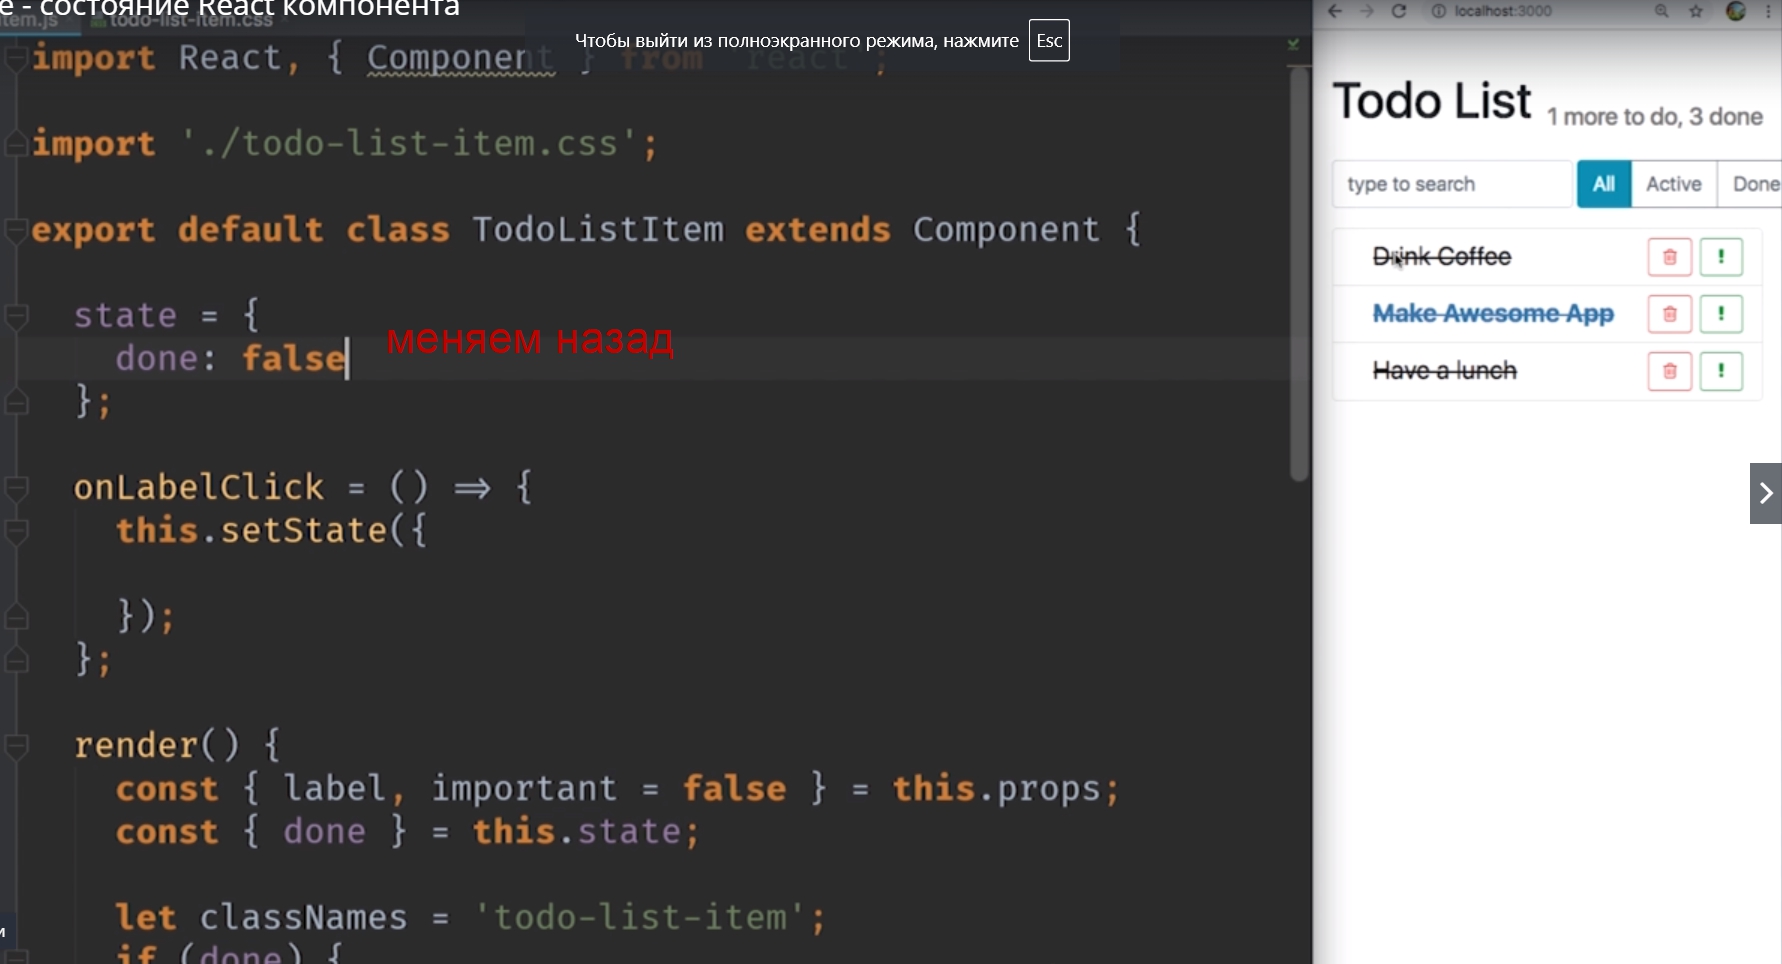 е - состояние React компонента
item.js
todo-list-item.css
Чтобы выйти из полноэкранного режима, нажмите Esc
import React, { Component } from 'react';
import './todo-list-item.css';
export default class TodoListItem extends Component {
state = {
done: false
меняем назад
};
onLabelClick = () => {
this.setState({
});
};
render() {
const { label, important = false } = this.props;
const { done } = this.state;
let classNames = 'todo-list-item';
if (done) {
и
localhost:3000
Todo List 1 more to do, 3 done
type to search All Active Done
Drink Coffee !
Make Awesome App !
Have a lunch !